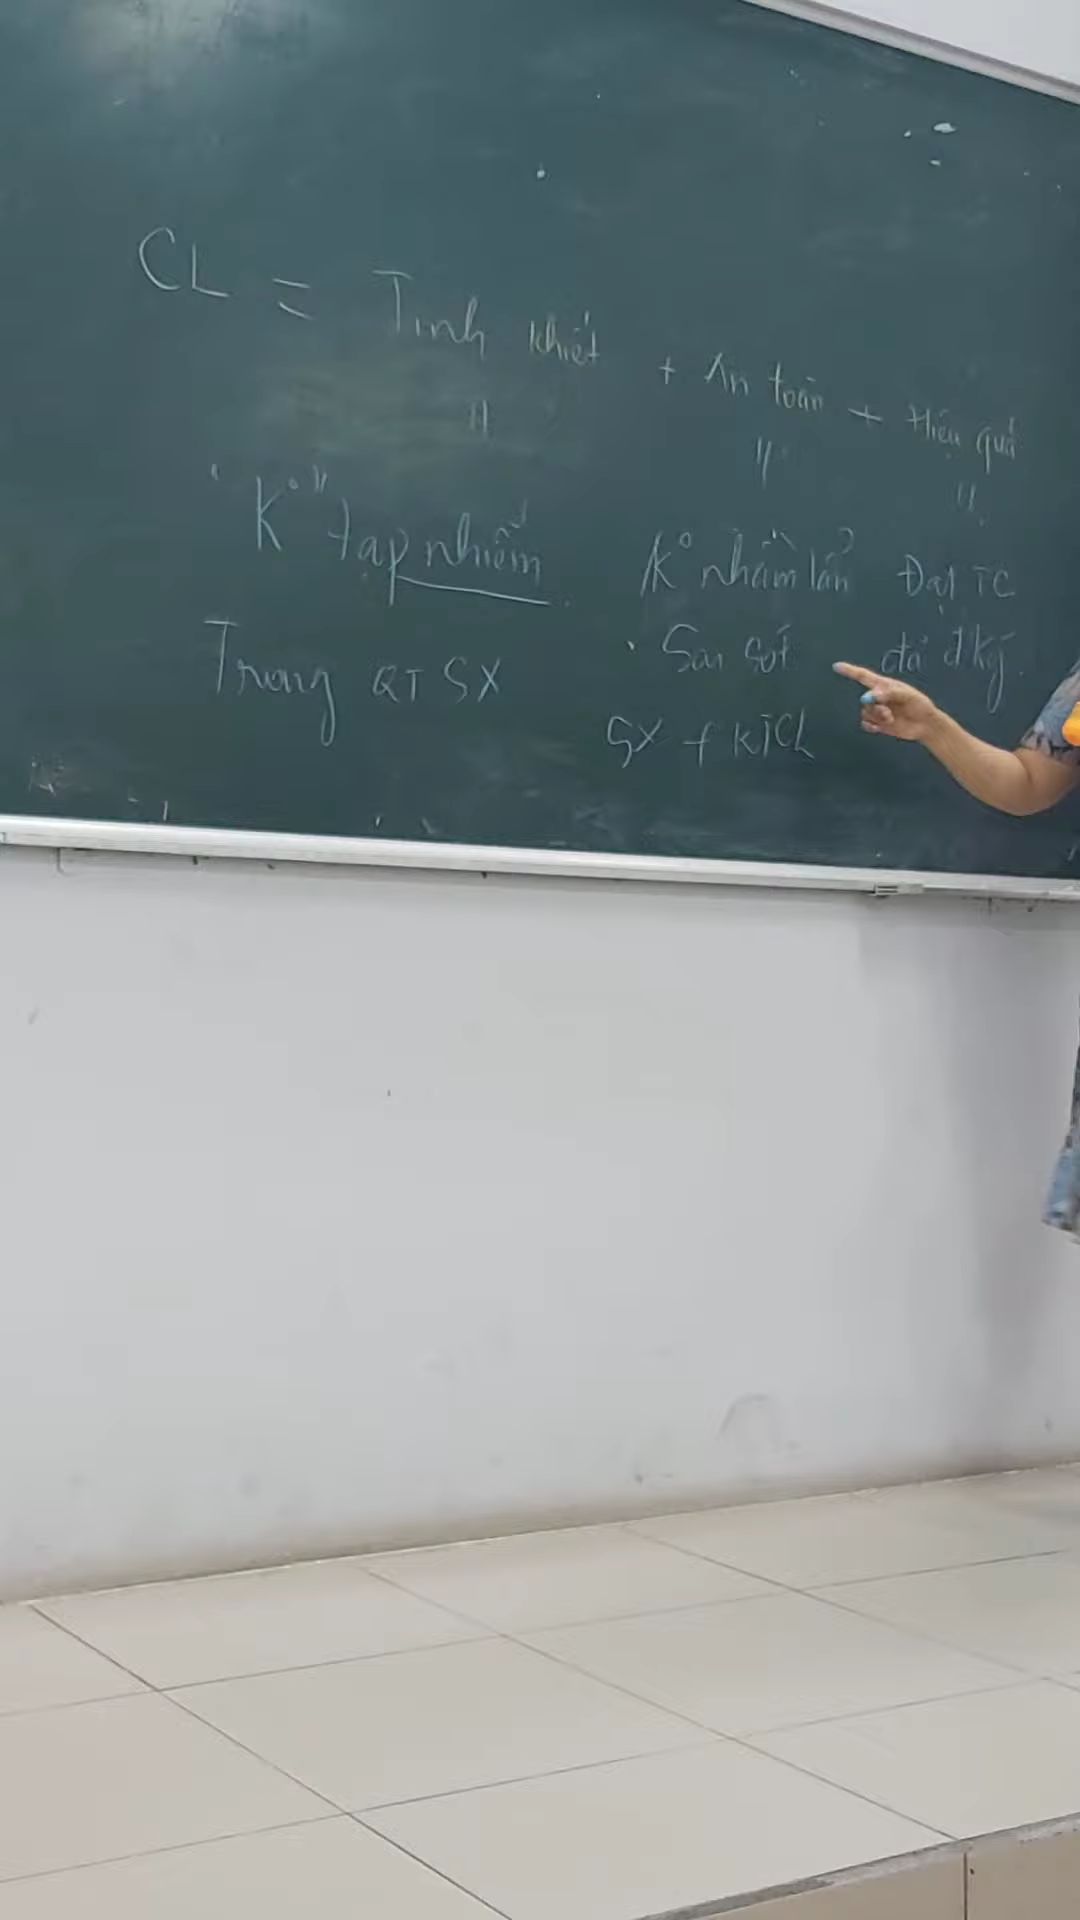 CL = Tinh khiết + An toàn + Hiệu quả
" " "
"K°" tạp nhiễm. K° nhầm lẫn Đạt TC
Trong QT SX · Sai sót đã đ ký.
SX + KTCL